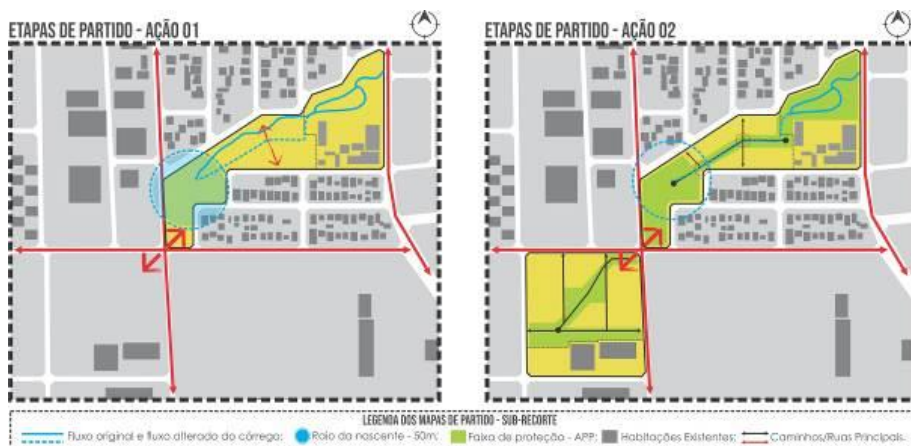 ETAPAS DE PARTIDO - AÇÃO 01
ETAPAS DE PARTIDO - AÇÃO 02
LEGENDA DOS MAPAS DE PARTIDO - SUB-RECORTE
Fluxo original e fluxo alterado do córrego; Raio da nascente - 50m; Faixa de proteção - APP; Habitações Existentes; Caminhos/Ruas Principais.